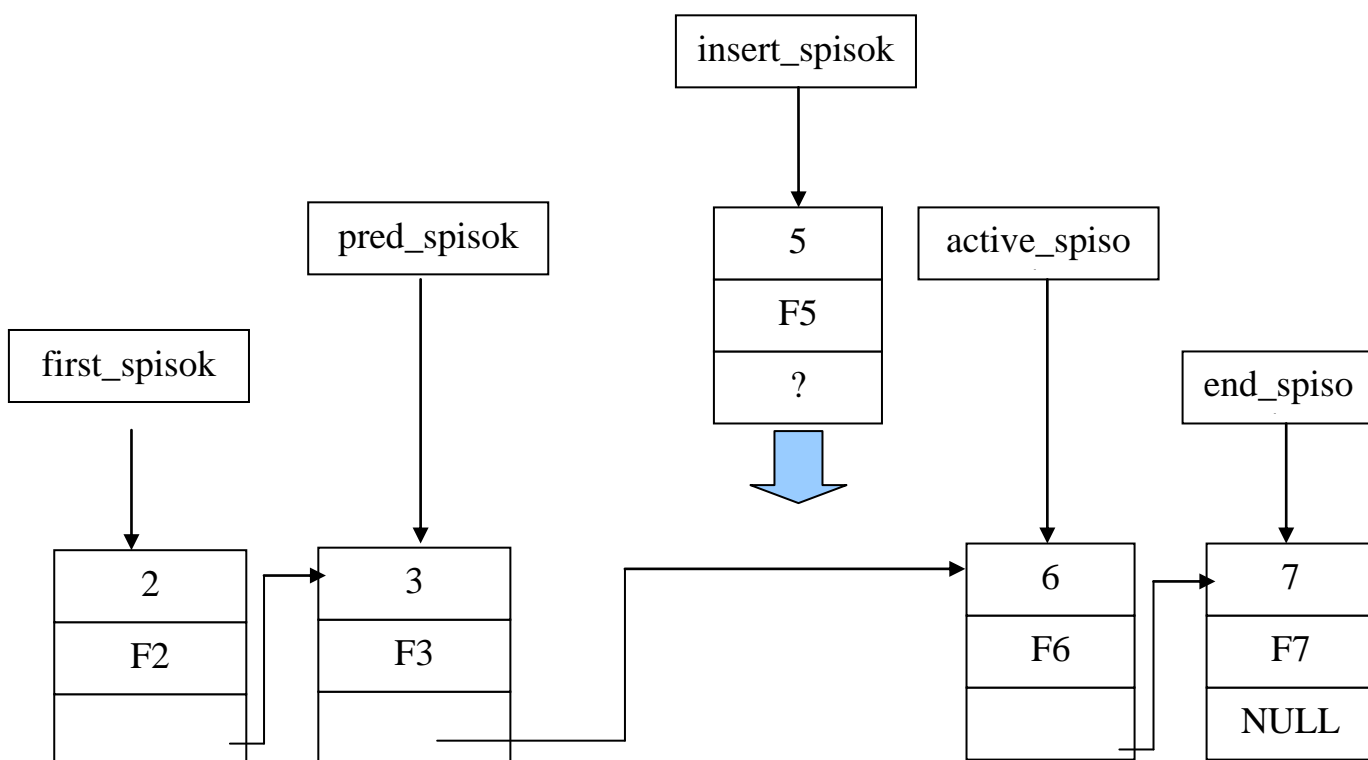 insert_spisok
pred_spisok
5
active_spiso
F5
first_spisok
?
end_spiso
2
3
6
7
F2
F3
F6
F7
NULL